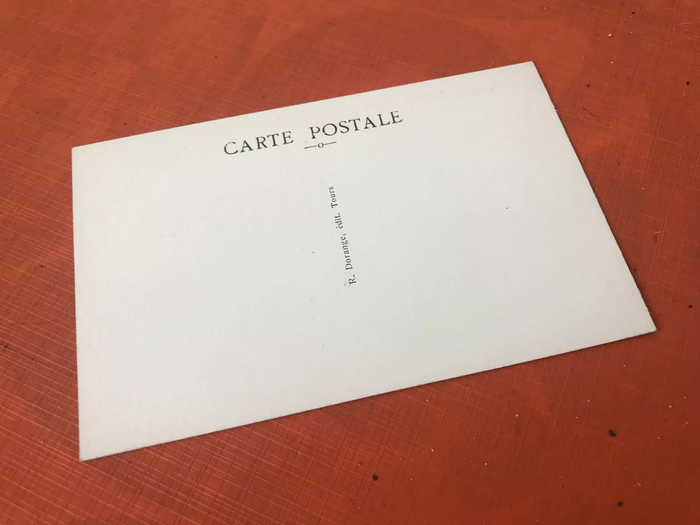 CARTE POSTALE
R. Dorange, édit. Tours